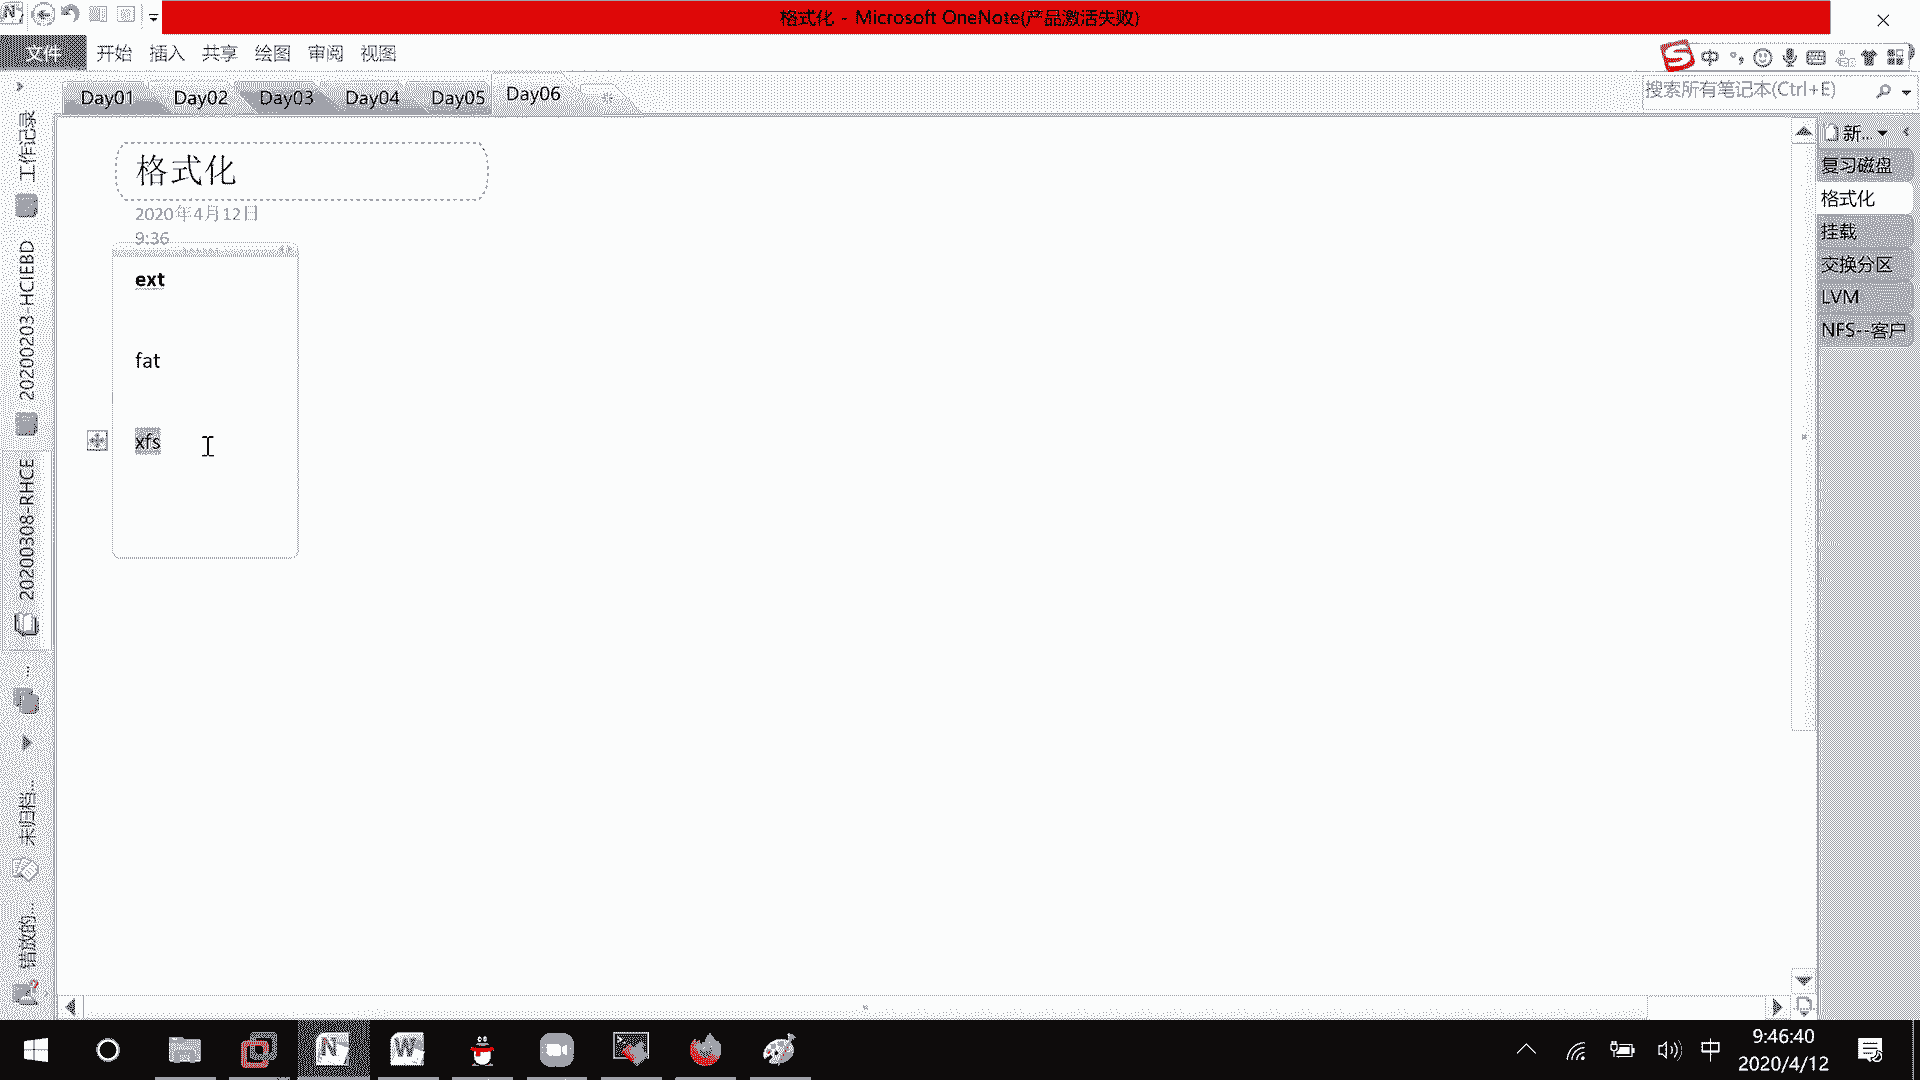 格式化 - Microsoft OneNote(产品激活失败)
文件 开始 插入 共享 绘图 审阅 视图
中
Day01 Day02 Day03 Day04 Day05 Day06
搜索所有笔记本(Ctrl+E)
工作记录
20200203-HCIEBD
20200308-RHCE
...
未归档...
错放的...
格式化
2020年4月12日
9:36
ext
fat
xfs
新...
复习磁盘
格式化
挂载
交换分区
LVM
NFS--客户
中
9:46:40
2020/4/12